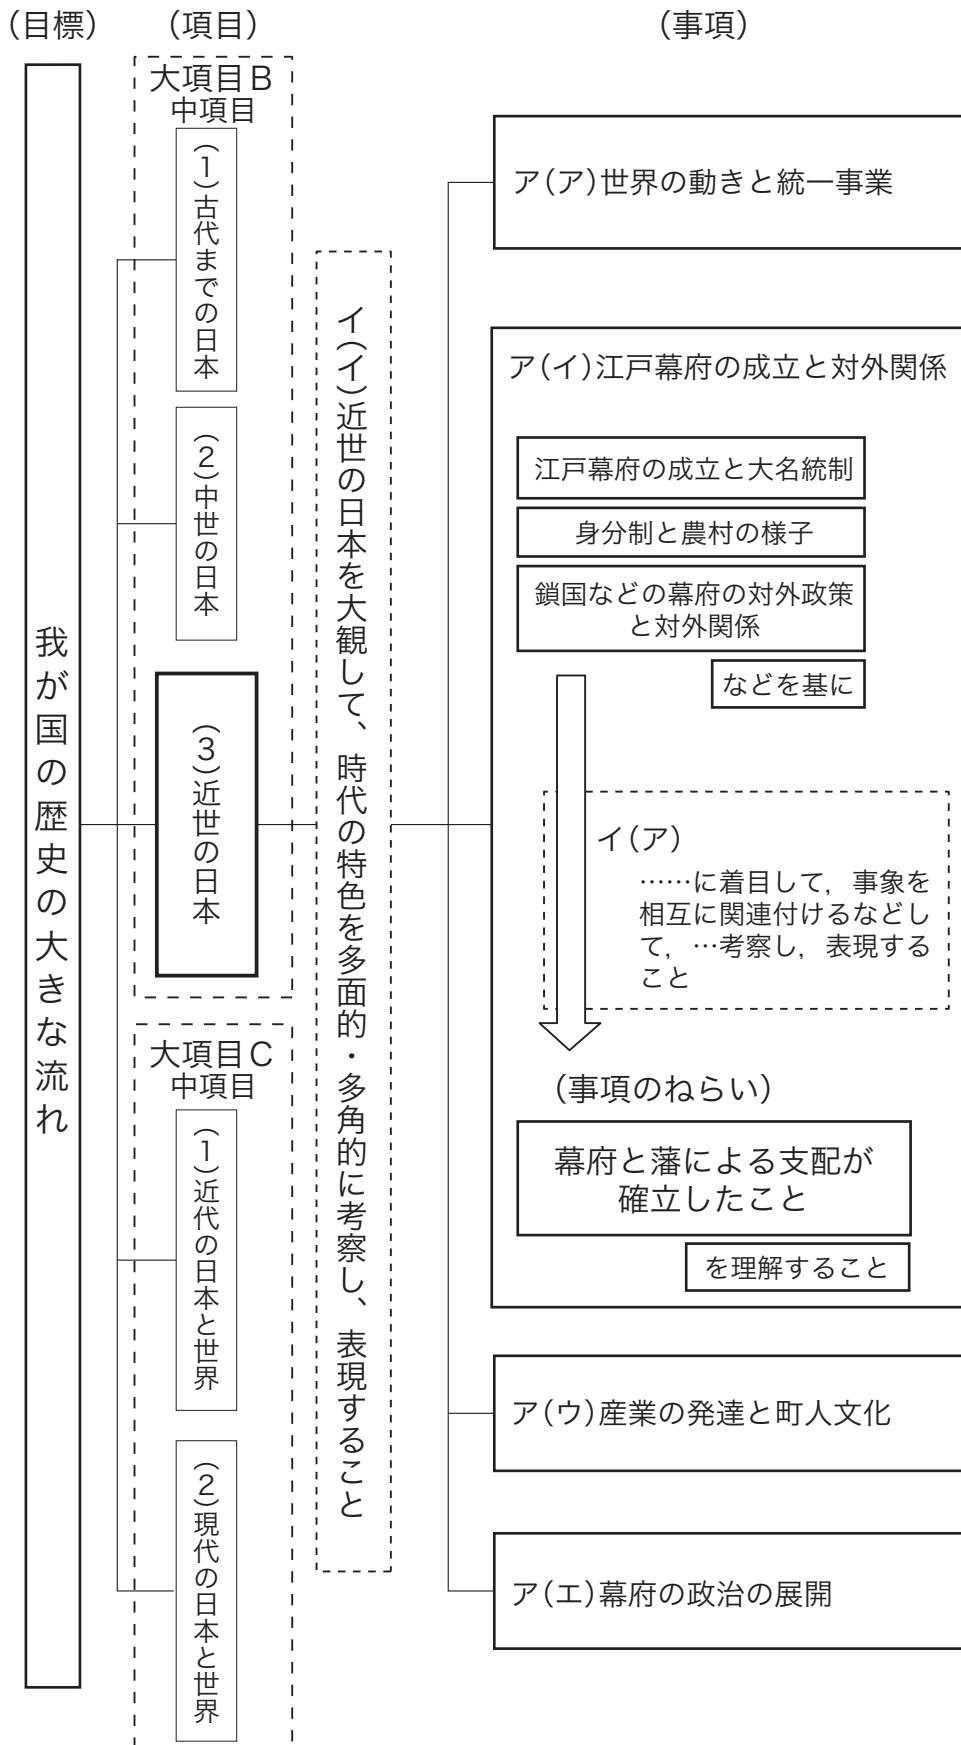 （目標）
（項目）
（事項）
我が国の歴史の大きな流れ
大項目B
中項目
（1）古代までの日本
（2）中世の日本
（3）近世の日本
大項目C
中項目
（1）近代の日本と世界
（2）現代の日本と世界
イ（イ）近世の日本を大観して、時代の特色を多面的・多角的に考察し、表現すること
ア（ア）世界の動きと統一事業
ア（イ）江戸幕府の成立と対外関係
江戸幕府の成立と大名統制
身分制と農村の様子
鎖国などの幕府の対外政策
と対外関係
などを基に
イ（ア）
……に着目して，事象を
相互に関連付けるなどし
て，…考察し，表現する
こと
（事項のねらい）
幕府と藩による支配が
確立したこと
を理解すること
ア（ウ）産業の発達と町人文化
ア（エ）幕府の政治の展開